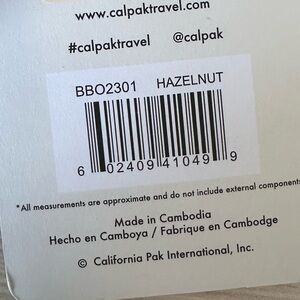 www.calpaktravel.com
#calpaktravel @calpak
BBO2301 HAZELNUT
6 02409 41049 9
*All measurements are approximate and do not include external components
Made in Cambodia
Hecho en Camboya / Fabrique en Cambodge
© California Pak International, Inc.